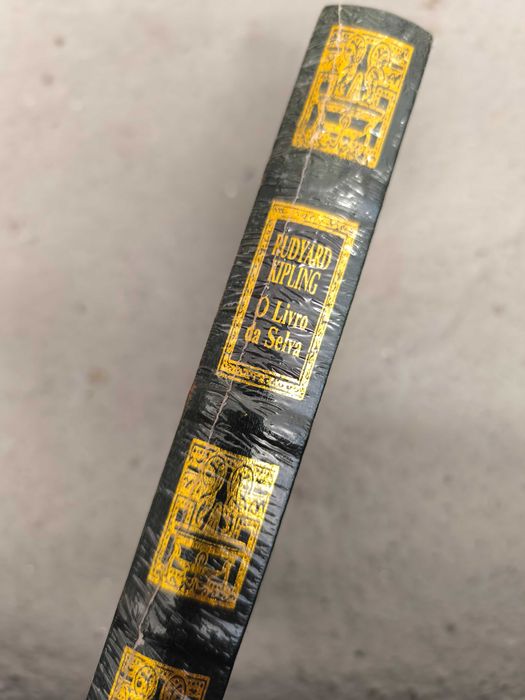 RUDYARD
KIPLING
O Livro
da Selva